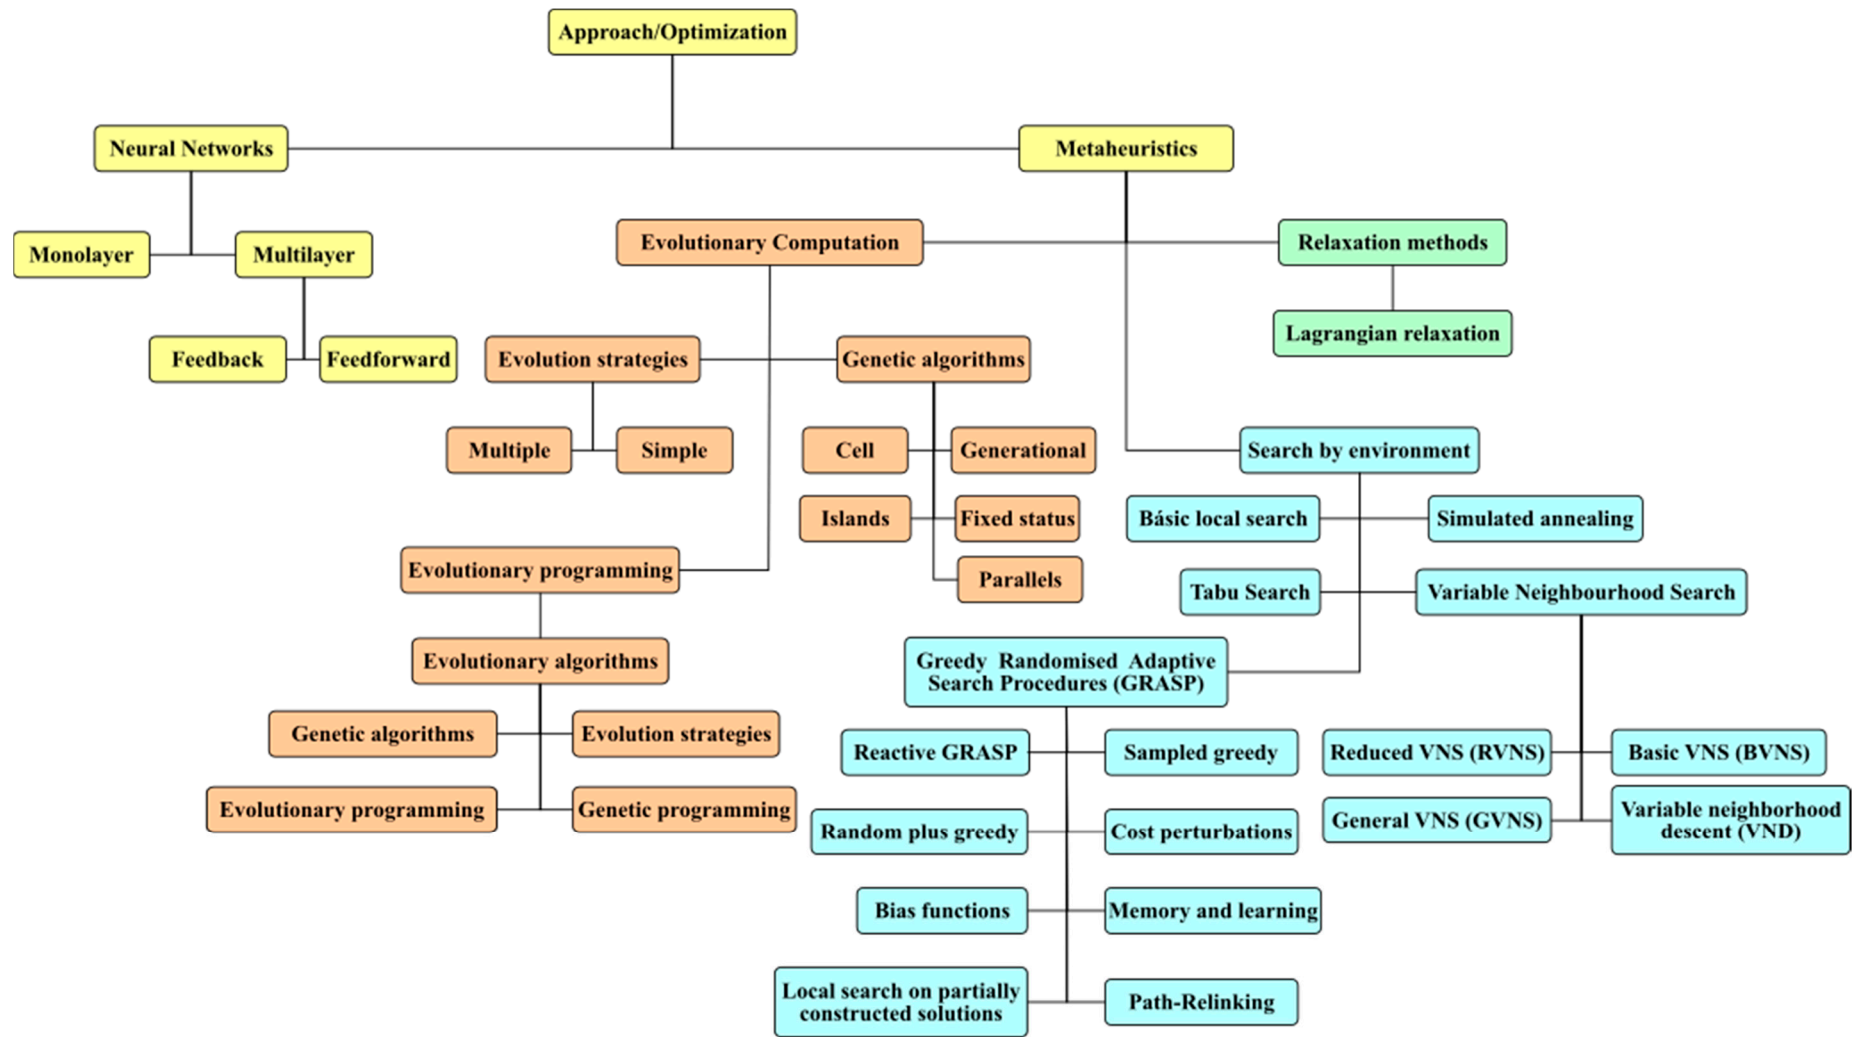 Approach/Optimization
Neural Networks
Metaheuristics
Evolutionary Computation
Relaxation methods
Monolayer
Multilayer
Lagrangian relaxation
Feedback
Feedforward
Evolution strategies
Genetic algorithms
Multiple
Simple
Cell
Generational
Search by environment
Islands
Fixed status
Básic local search
Simulated annealing
Evolutionary programming
Parallels
Tabu Search
Variable Neighbourhood Search
Evolutionary algorithms
Greedy Randomised Adaptive
Search Procedures (GRASP)
Genetic algorithms
Evolution strategies
Reactive GRASP
Sampled greedy
Reduced VNS (RVNS)
Basic VNS (BVNS)
Evolutionary programming
Genetic programming
Random plus greedy
Cost perturbations
General VNS (GVNS)
Variable neighborhood
descent (VND)
Bias functions
Memory and learning
Local search on partially
constructed solutions
Path-Relinking